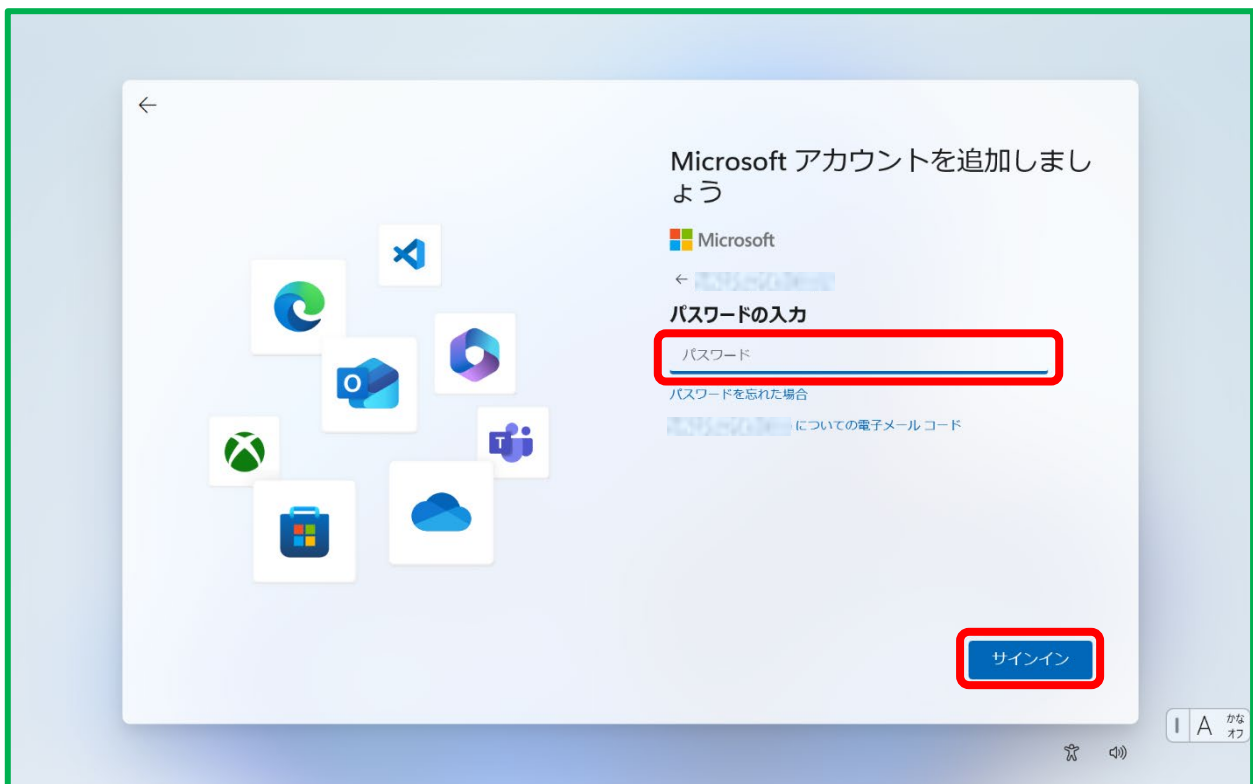 Microsoft アカウントを追加しまし
ょう
Microsoft
パスワードの入力
パスワード
パスワードを忘れた場合
についての電子メール コード
サインイン
A かな
オフ